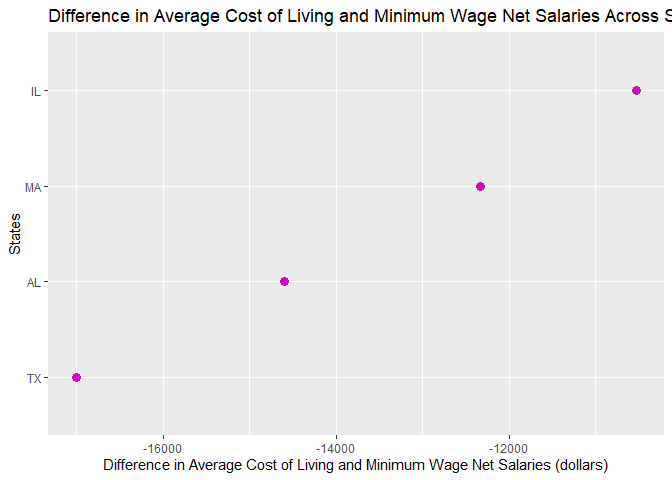 Difference in Average Cost of Living and Minimum Wage Net Salaries Across S
IL
MA
AL
TX
States
-16000
-14000
-12000
Difference in Average Cost of Living and Minimum Wage Net Salaries (dollars)